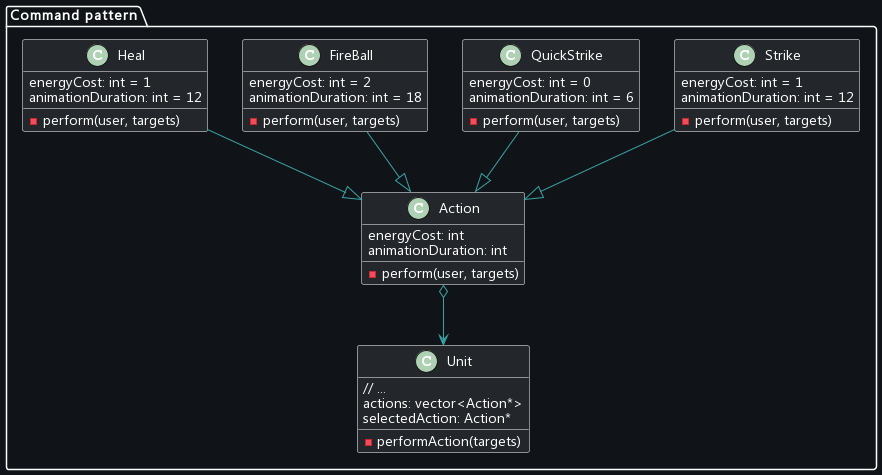 Command pattern
C Heal
energyCost: int = 1
animationDuration: int = 12
perform(user, targets)
C FireBall
energyCost: int = 2
animationDuration: int = 18
perform(user, targets)
C QuickStrike
energyCost: int = 0
animationDuration: int = 6
perform(user, targets)
C Strike
energyCost: int = 1
animationDuration: int = 12
perform(user, targets)
C Action
energyCost: int
animationDuration: int
perform(user, targets)
C Unit
// ...
actions: vector<Action*>
selectedAction: Action*
performAction(targets)